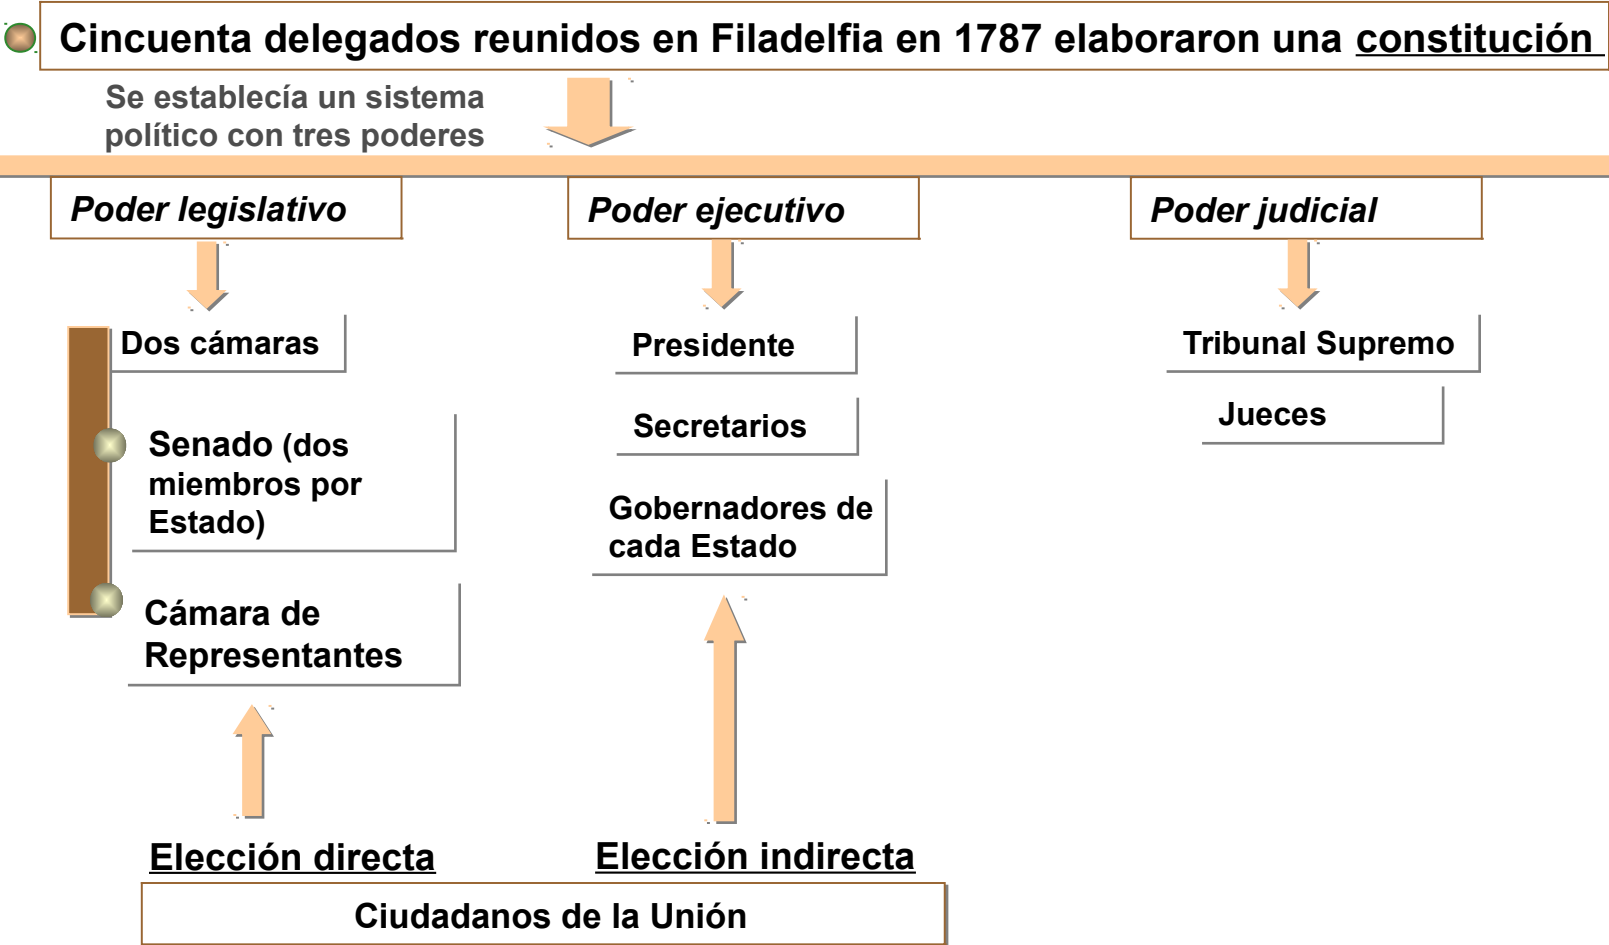 Cincuenta delegados reunidos en Filadelfia en 1787 elaboraron una constitución
Se establecía un sistema
político con tres poderes
Poder legislativo
Poder ejecutivo
Poder judicial
Dos cámaras
Senado (dos
miembros por
Estado)
Cámara de
Representantes
Presidente
Secretarios
Gobernadores de
cada Estado
Tribunal Supremo
Jueces
Elección directa
Elección indirecta
Ciudadanos de la Unión